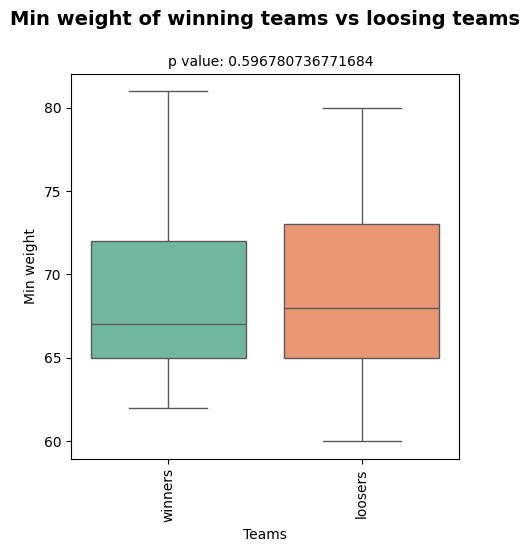 Min weight of winning teams vs loosing teams
p value: 0.596780736771684
80
75
70
65
60
Min weight
winners
loosers
Teams